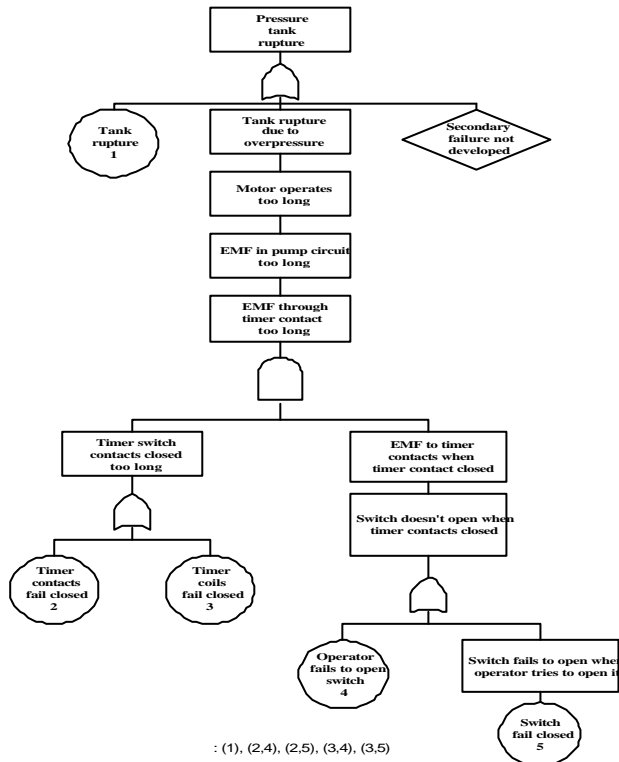 Pressure
tank
rupture
Tank
rupture
1
Tank rupture
due to
overpressure
Secondary
failure not
developed
Motor operates
too long
EMF in pump circuit
too long
EMF through
timer contact
too long
Timer switch
contacts closed
too long
EMF to timer
contacts when
timer contact closed
Switch doesn't open when
timer contacts closed
Timer
contacts
fail closed
2
Timer
coils
fail closed
3
Operator
fails to open
switch
4
Switch fails to open when
operator tries to open it
Switch
fail closed
5
: (1), (2,4), (2,5), (3,4), (3,5)